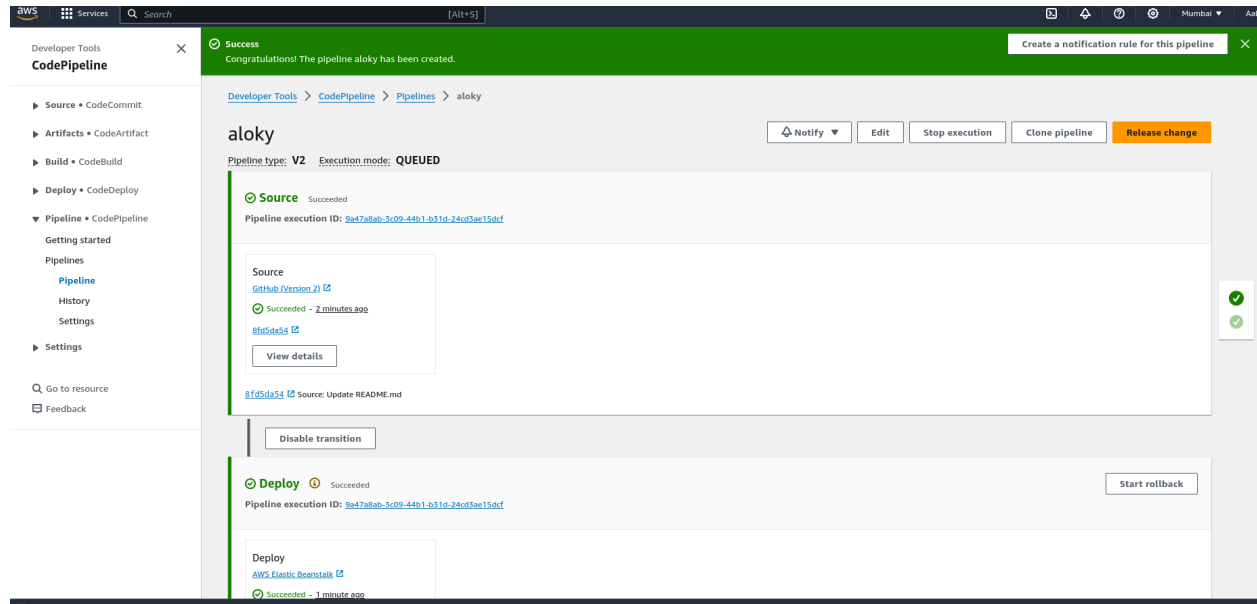 aws Services Search [Alt+S] Mumbai ▼ Aal
Developer Tools
CodePipeline
Source • CodeCommit
Artifacts • CodeArtifact
Build • CodeBuild
Deploy • CodeDeploy
Pipeline • CodePipeline
Getting started
Pipelines
Pipeline
History
Settings
Settings
Go to resource
Feedback
Success
Congratulations! The pipeline aloky has been created.
Create a notification rule for this pipeline
Developer Tools > CodePipeline > Pipelines > aloky
aloky
Notify ▼ Edit Stop execution Clone pipeline Release change
Pipeline type: V2 Execution mode: QUEUED
Source Succeeded
Pipeline execution ID: 9a47a8ab-3c09-44b1-b31d-24cd3ae15dcf
Source
GitHub (Version 2)
Succeeded - 2 minutes ago
8fd5da54
View details
8fd5da54 Source: Update README.md
Disable transition
Deploy Succeeded
Start rollback
Pipeline execution ID: 9a47a8ab-3c09-44b1-b31d-24cd3ae15dcf
Deploy
AWS Elastic Beanstalk
Succeeded - 1 minute ago